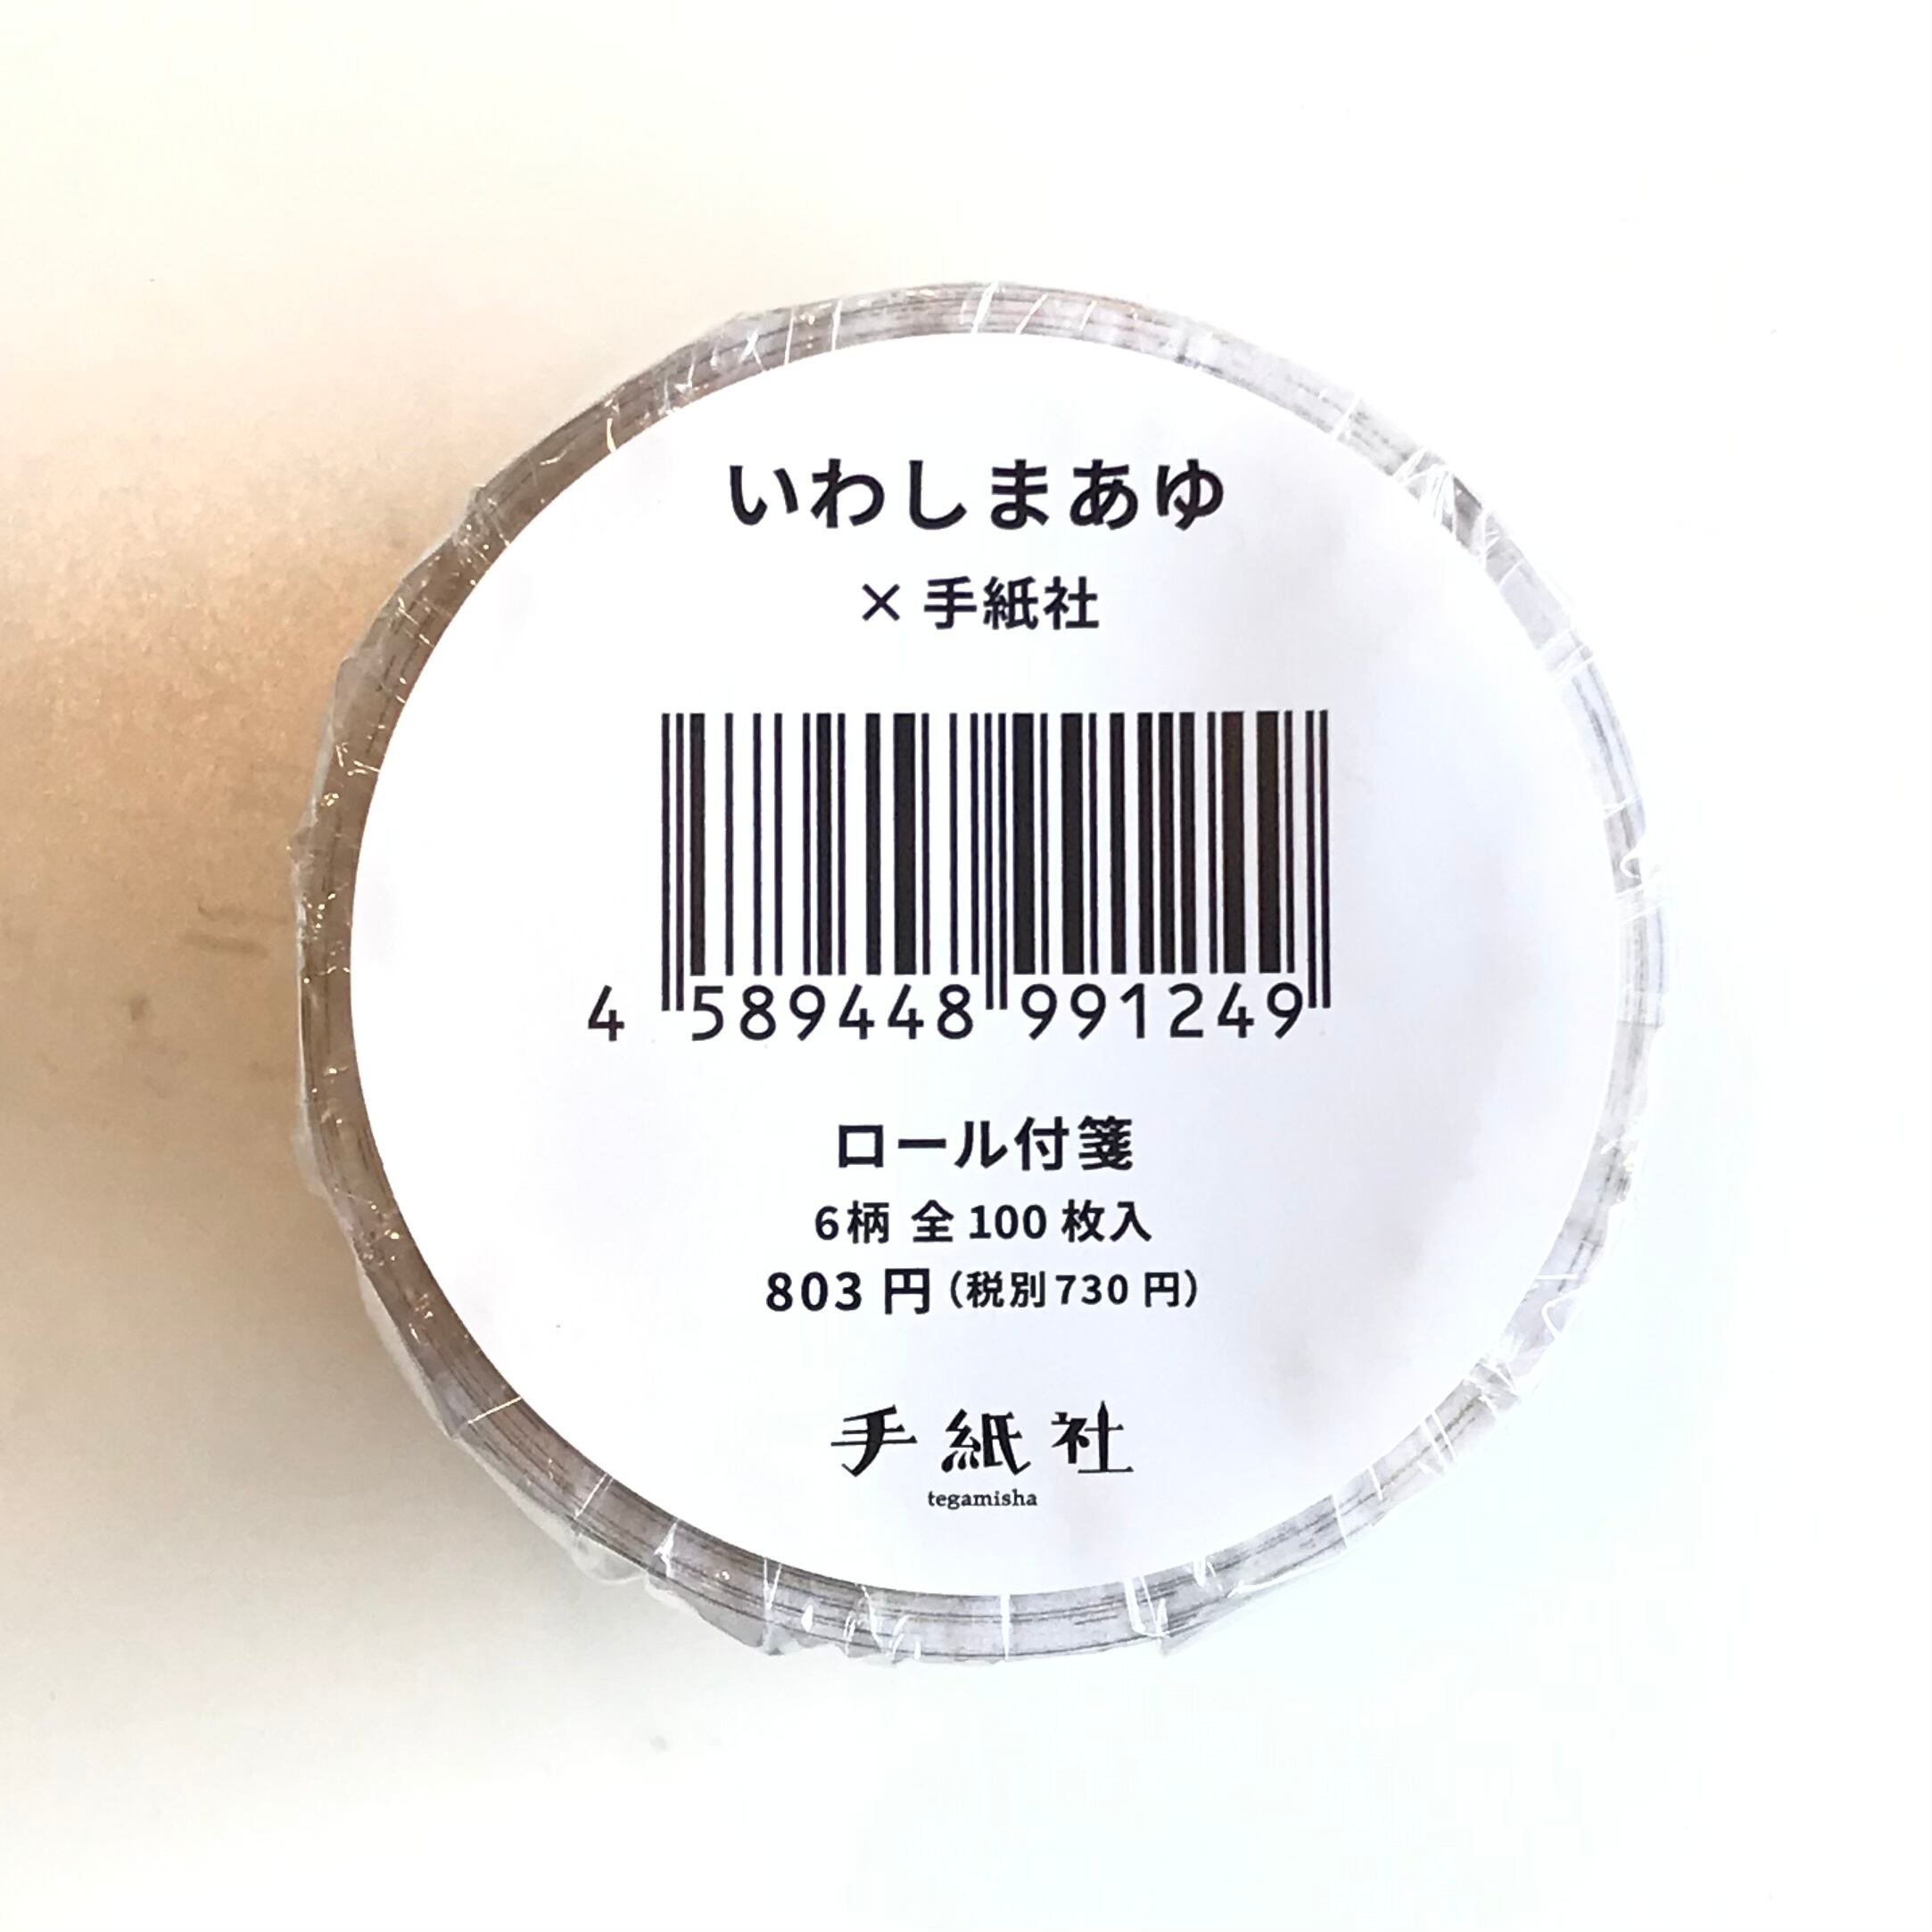 いわしまあゆ
× 手紙社
4 589448 991249
ロール付箋
6柄 全100枚入
803円（税別730円）
手紙社
tegamisha